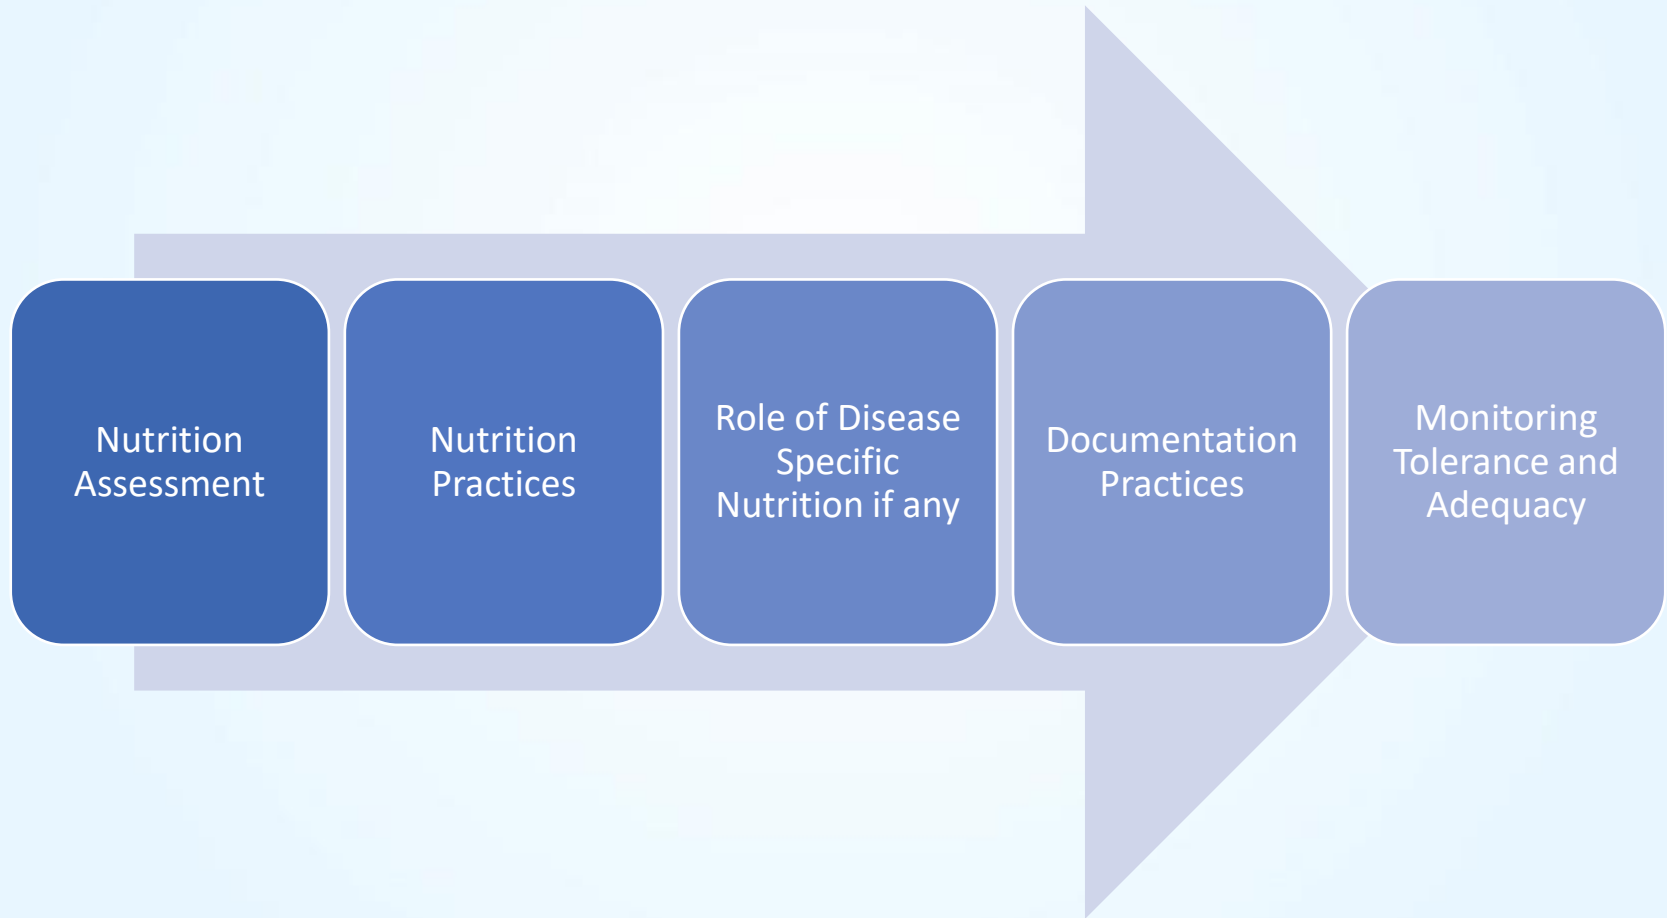 Nutrition
Assessment
Nutrition
Practices
Role of Disease
Specific
Nutrition if any
Documentation
Practices
Monitoring
Tolerance and
Adequacy